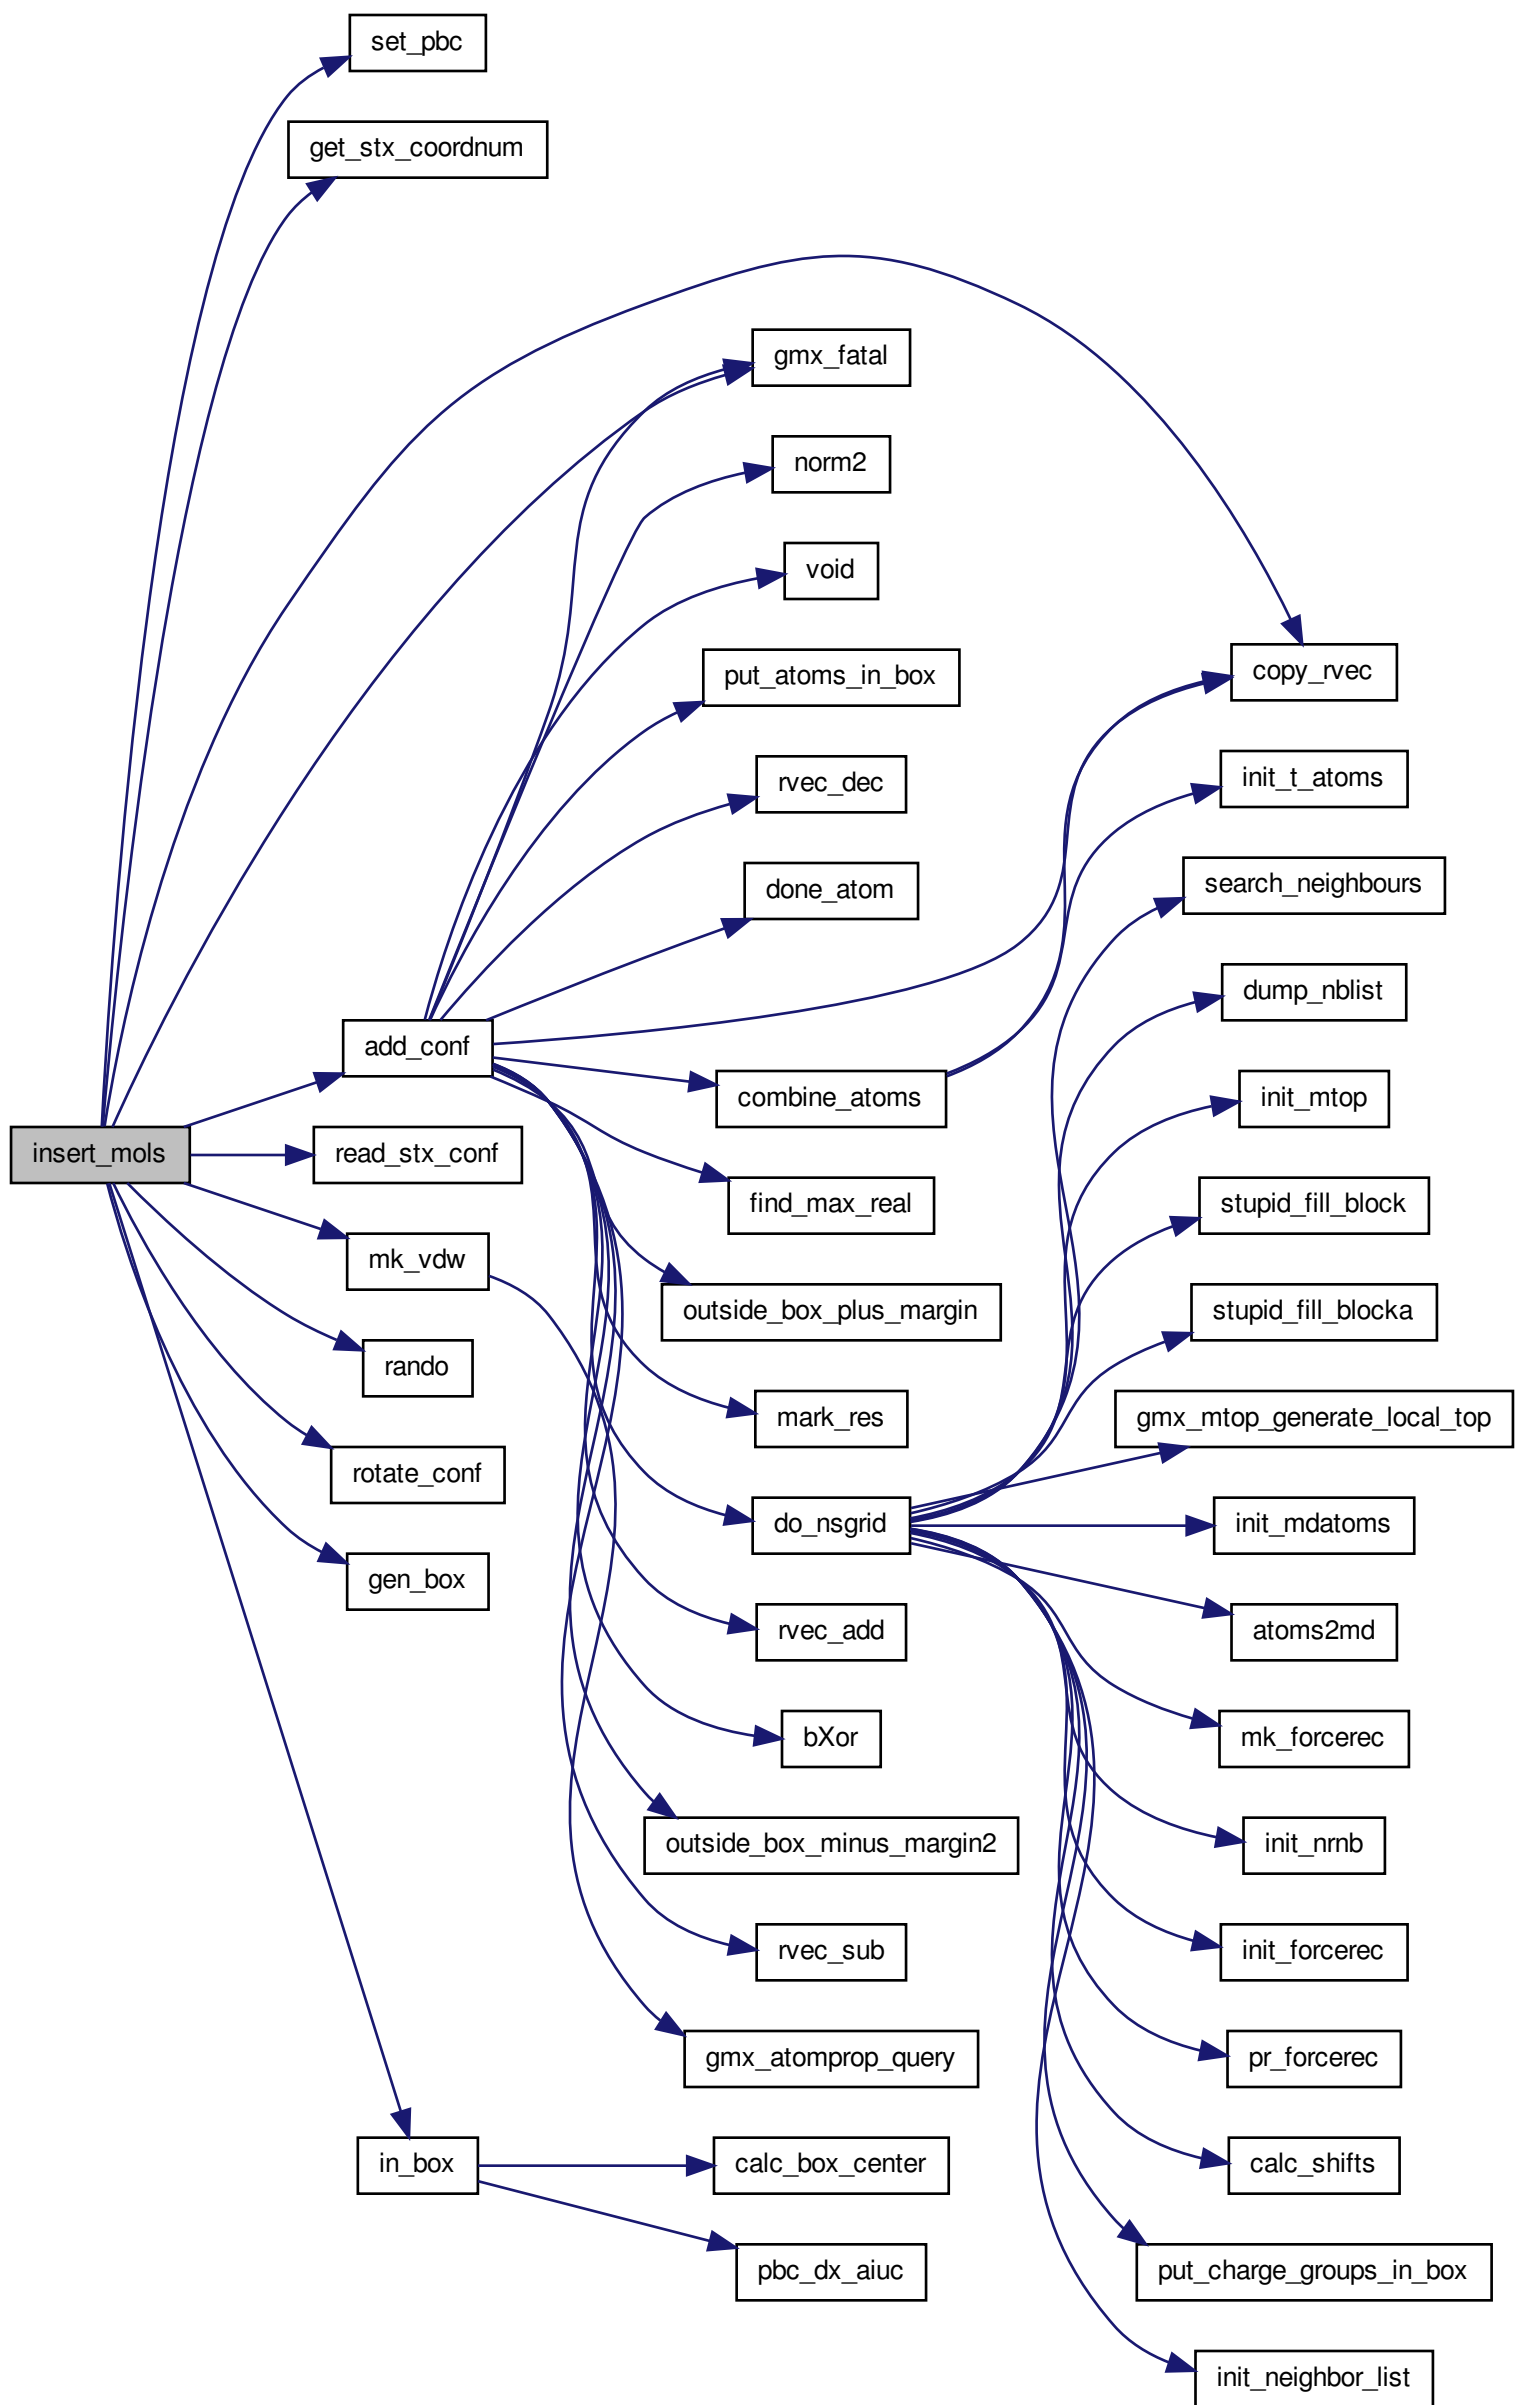 set_pbc
get_stx_coordnum
gmx_fatal
norm2
void
put_atoms_in_box
copy_rvec
rvec_dec
init_t_atoms
done_atom
search_neighbours
dump_nblist
add_conf
combine_atoms
init_mtop
insert_mols
read_stx_conf
find_max_real
stupid_fill_block
mk_vdw
outside_box_plus_margin
stupid_fill_blocka
rando
mark_res
gmx_mtop_generate_local_top
rotate_conf
do_nsgrid
init_mdatoms
gen_box
rvec_add
atoms2md
bXor
mk_forcerec
outside_box_minus_margin2
init_nrnb
rvec_sub
init_forcerec
gmx_atomprop_query
pr_forcerec
in_box
calc_box_center
calc_shifts
pbc_dx_aiuc
put_charge_groups_in_box
init_neighbor_list